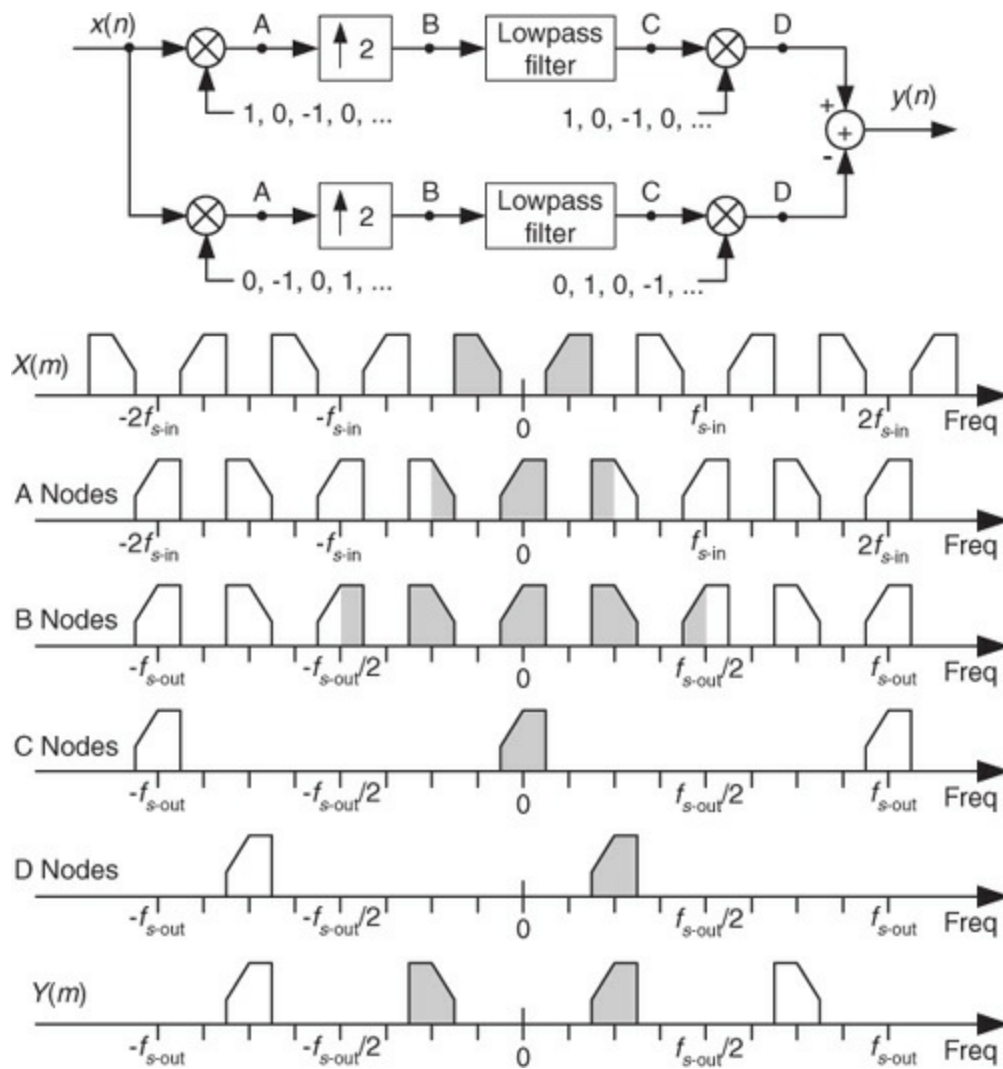 x(n) A B Lowpass filter C D
↑ 2
1, 0, -1, 0, ... 1, 0, -1, 0, ...
+ y(n)
+
-
A B Lowpass filter C D
↑ 2
0, -1, 0, 1, ... 0, 1, 0, -1, ...
X(m)
-2fs-in -fs-in 0 fs-in 2fs-in Freq
A Nodes
-2fs-in -fs-in 0 fs-in 2fs-in Freq
B Nodes
-fs-out -fs-out/2 0 fs-out/2 fs-out Freq
C Nodes
-fs-out -fs-out/2 0 fs-out/2 fs-out Freq
D Nodes
-fs-out -fs-out/2 0 fs-out/2 fs-out Freq
Y(m)
-fs-out -fs-out/2 0 fs-out/2 fs-out Freq